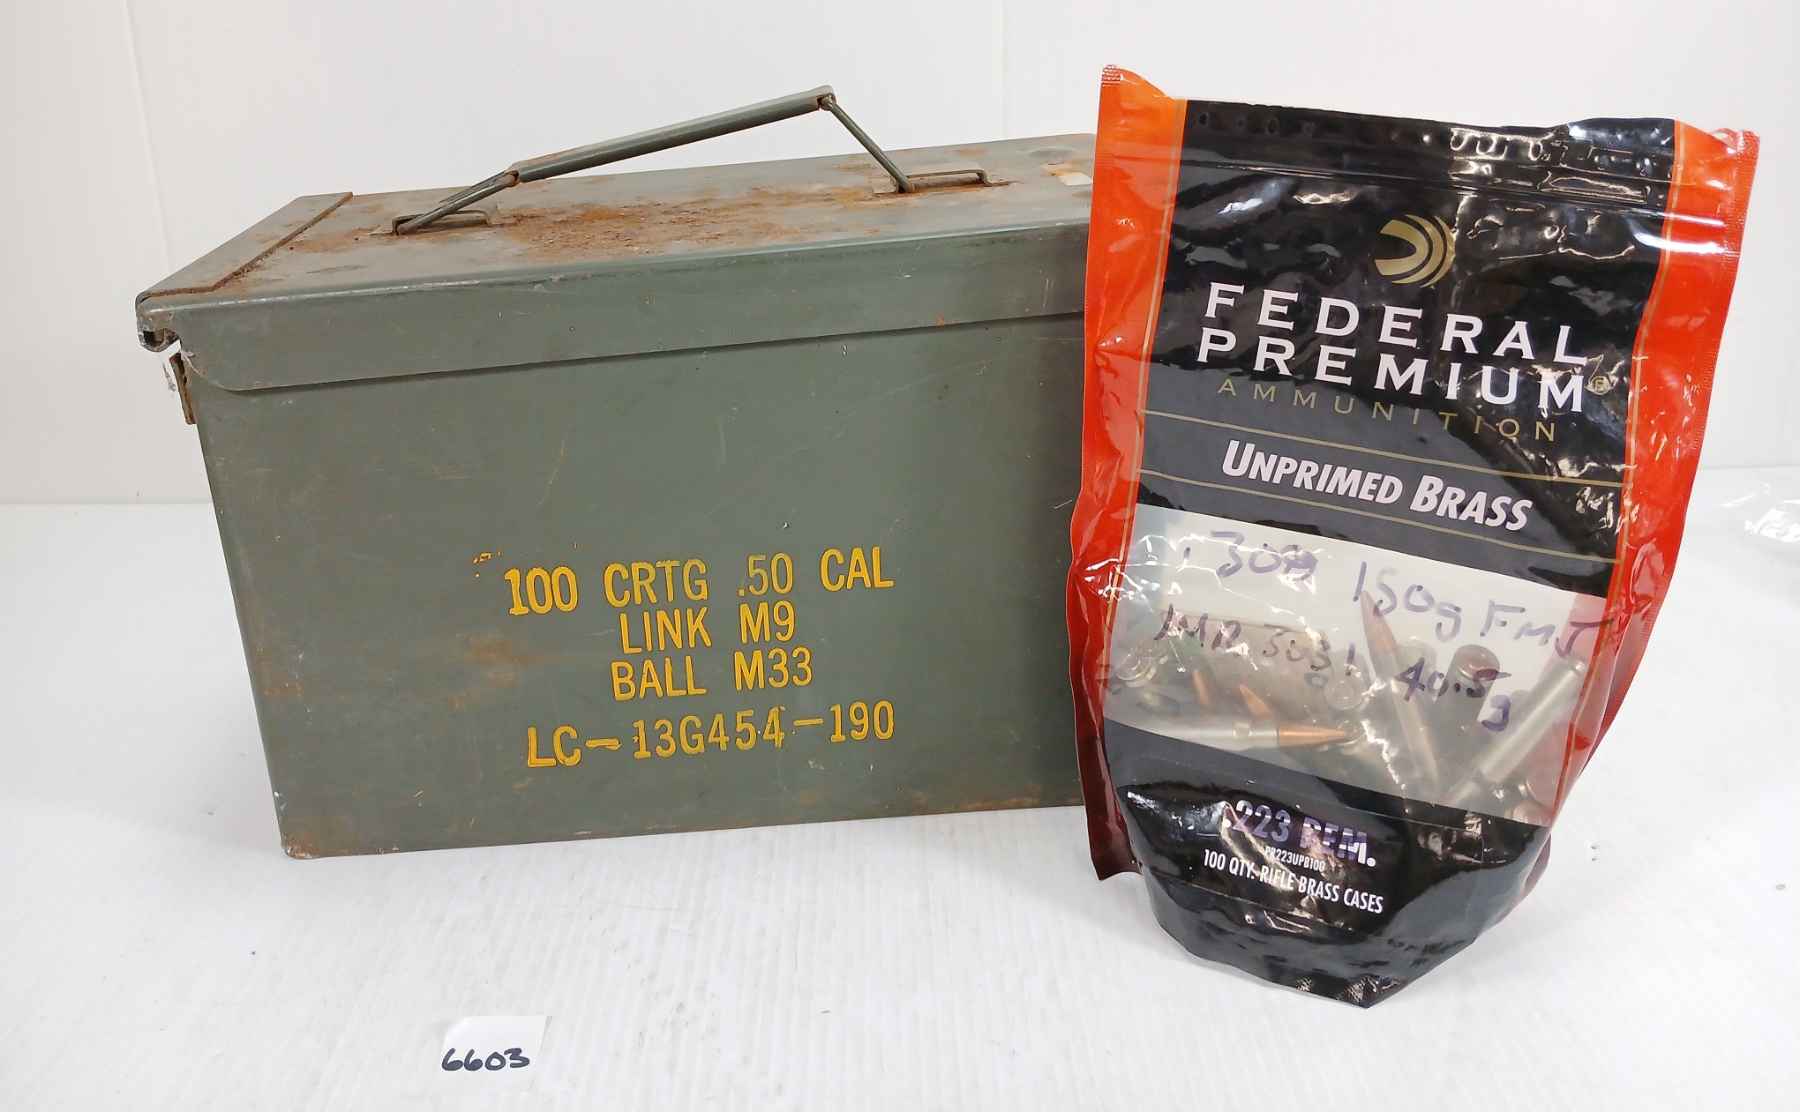 100 CRTG .50 CAL
LINK M9
BALL M33
LC-13G454-190
6603
FEDERAL
PREMIUM®
AMMUNITION
UNPRIMED BRASS
.308 150g FMJ
IMR 3031 40.5g
.223 REM.
PR223UPB100
100 QTY. RIFLE BRASS CASES